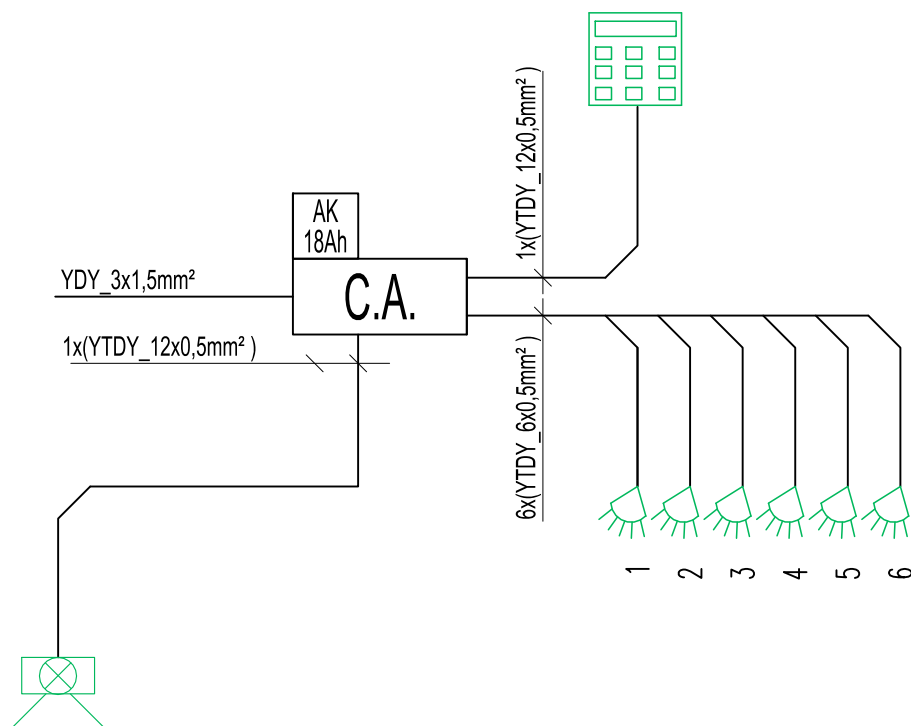 1x(YTDY_12x0,5mm² )
AK
18Ah
YDY_3x1,5mm²
C.A.
1x(YTDY_12x0,5mm² )
6x(YTDY_6x0,5mm² )
1 2 3 4 5 6